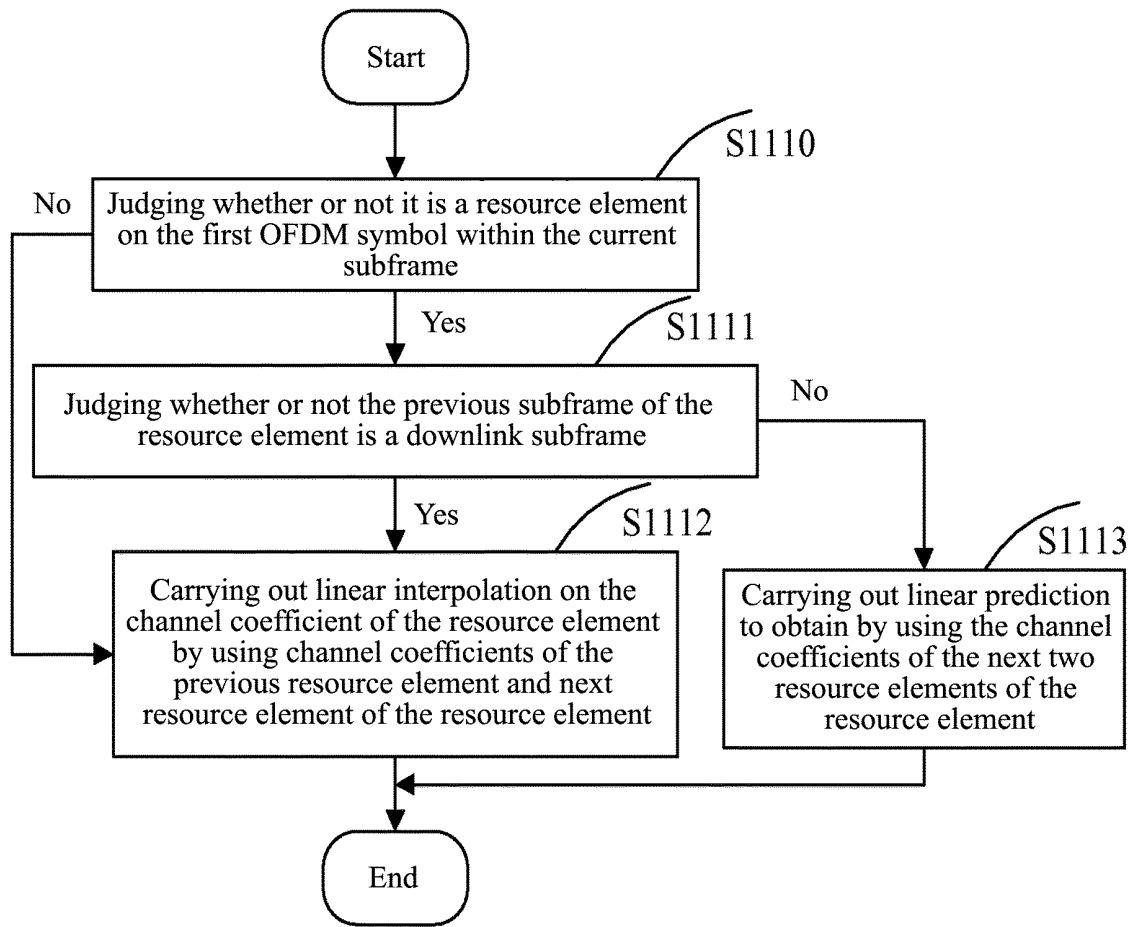 Start
S1110
No
Judging whether or not it is a resource element
on the first OFDM symbol within the current
subframe
Yes
S1111
Judging whether or not the previous subframe of the
resource element is a downlink subframe
No
Yes
S1112
Carrying out linear interpolation on the
channel coefficient of the resource element
by using channel coefficients of the
previous resource element and next
resource element of the resource element
S1113
Carrying out linear prediction
to obtain by using the channel
coefficients of the next two
resource elements of the
resource element
End